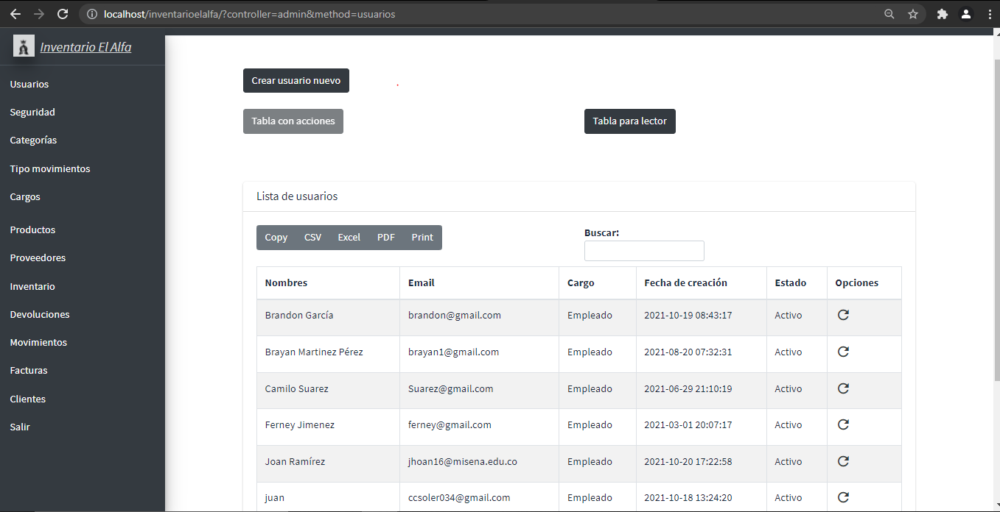 localhost/inventarioelalfa/?controller=admin&method=usuarios
Inventario El Alfa
Usuarios
Seguridad
Categorías
Tipo movimientos
Cargos
Productos
Proveedores
Inventario
Devoluciones
Movimientos
Facturas
Clientes
Salir
Crear usuario nuevo
.
Tabla con acciones Tabla para lector
Lista de usuarios
Copy CSV Excel PDF Print
Buscar:
Nombres Email Cargo Fecha de creación Estado Opciones
Brandon García brandon@gmail.com Empleado 2021-10-19 08:43:17 Activo
Brayan Martinez Pérez brayan1@gmail.com Empleado 2021-08-20 07:32:31 Activo
Camilo Suarez Suarez@gmail.com Empleado 2021-06-29 21:10:19 Activo
Ferney Jimenez ferney@gmail.com Empleado 2021-03-01 20:07:17 Activo
Joan Ramírez jhoan16@misena.edu.co Empleado 2021-10-20 17:22:58 Activo
juan ccsoler034@gmail.com Empleado 2021-10-18 13:24:20 Activo